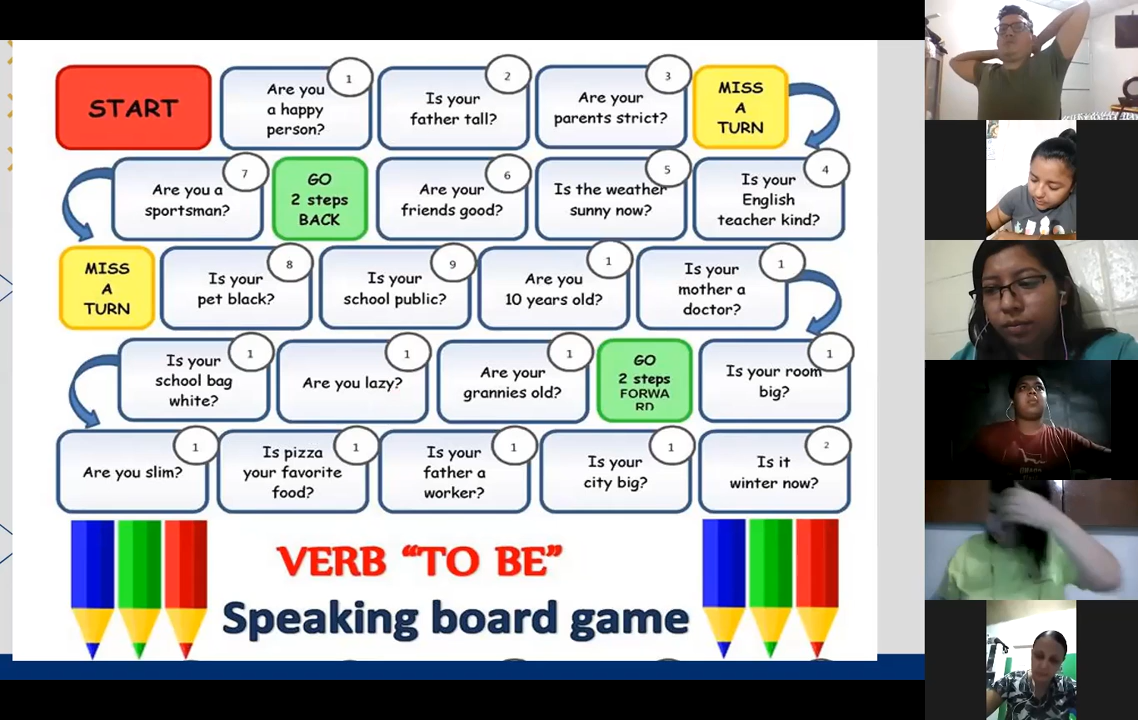 START
1
Are you
a happy
person?
2
Is your
father tall?
3
Are your
parents strict?
MISS
A
TURN
7
Are you a
sportsman?
GO
2 steps
BACK
6
Are your
friends good?
5
Is the weather
sunny now?
4
Is your
English
teacher kind?
MISS
A
TURN
8
Is your
pet black?
9
Is your
school public?
1
Are you
10 years old?
1
Is your
mother a
doctor?
1
Is your
school bag
white?
1
Are you lazy?
1
Are your
grannies old?
GO
2 steps
FORWA
RD
1
Is your room
big?
1
Are you slim?
1
Is pizza
your favorite
food?
1
Is your
father a
worker?
1
Is your
city big?
2
Is it
winter now?
VERB “TO BE”
Speaking board game